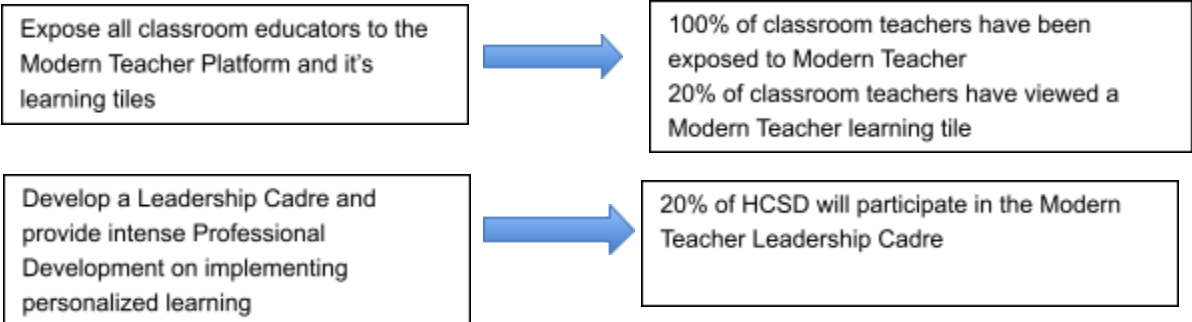 Expose all classroom educators to the
Modern Teacher Platform and it's
learning tiles
100% of classroom teachers have been
exposed to Modern Teacher
20% of classroom teachers have viewed a
Modern Teacher learning tile
Develop a Leadership Cadre and
provide intense Professional
Development on implementing
personalized learning
20% of HCSD will participate in the Modern
Teacher Leadership Cadre